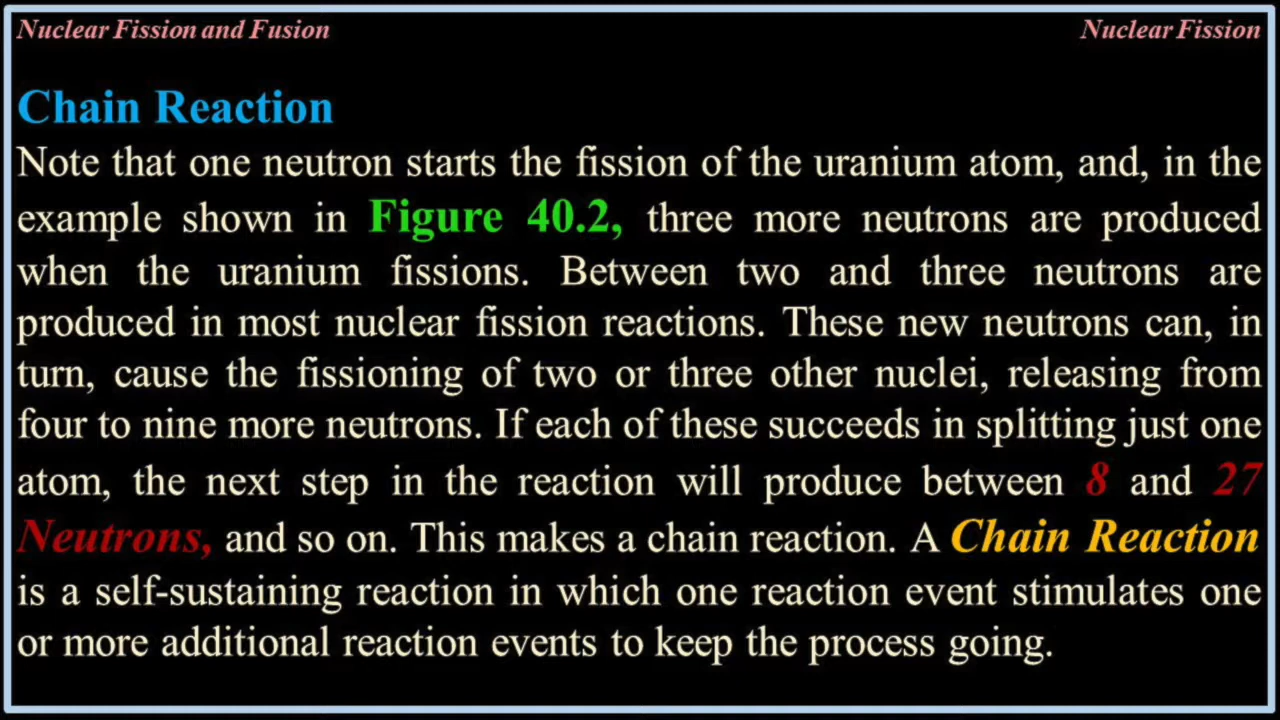 Nuclear Fission and Fusion
Nuclear Fission
Chain Reaction
Note that one neutron starts the fission of the uranium atom, and, in the
example shown in Figure 40.2, three more neutrons are produced
when the uranium fissions. Between two and three neutrons are
produced in most nuclear fission reactions. These new neutrons can, in
turn, cause the fissioning of two or three other nuclei, releasing from
four to nine more neutrons. If each of these succeeds in splitting just one
atom, the next step in the reaction will produce between 8 and 27
Neutrons, and so on. This makes a chain reaction. A Chain Reaction
is a self-sustaining reaction in which one reaction event stimulates one
or more additional reaction events to keep the process going.